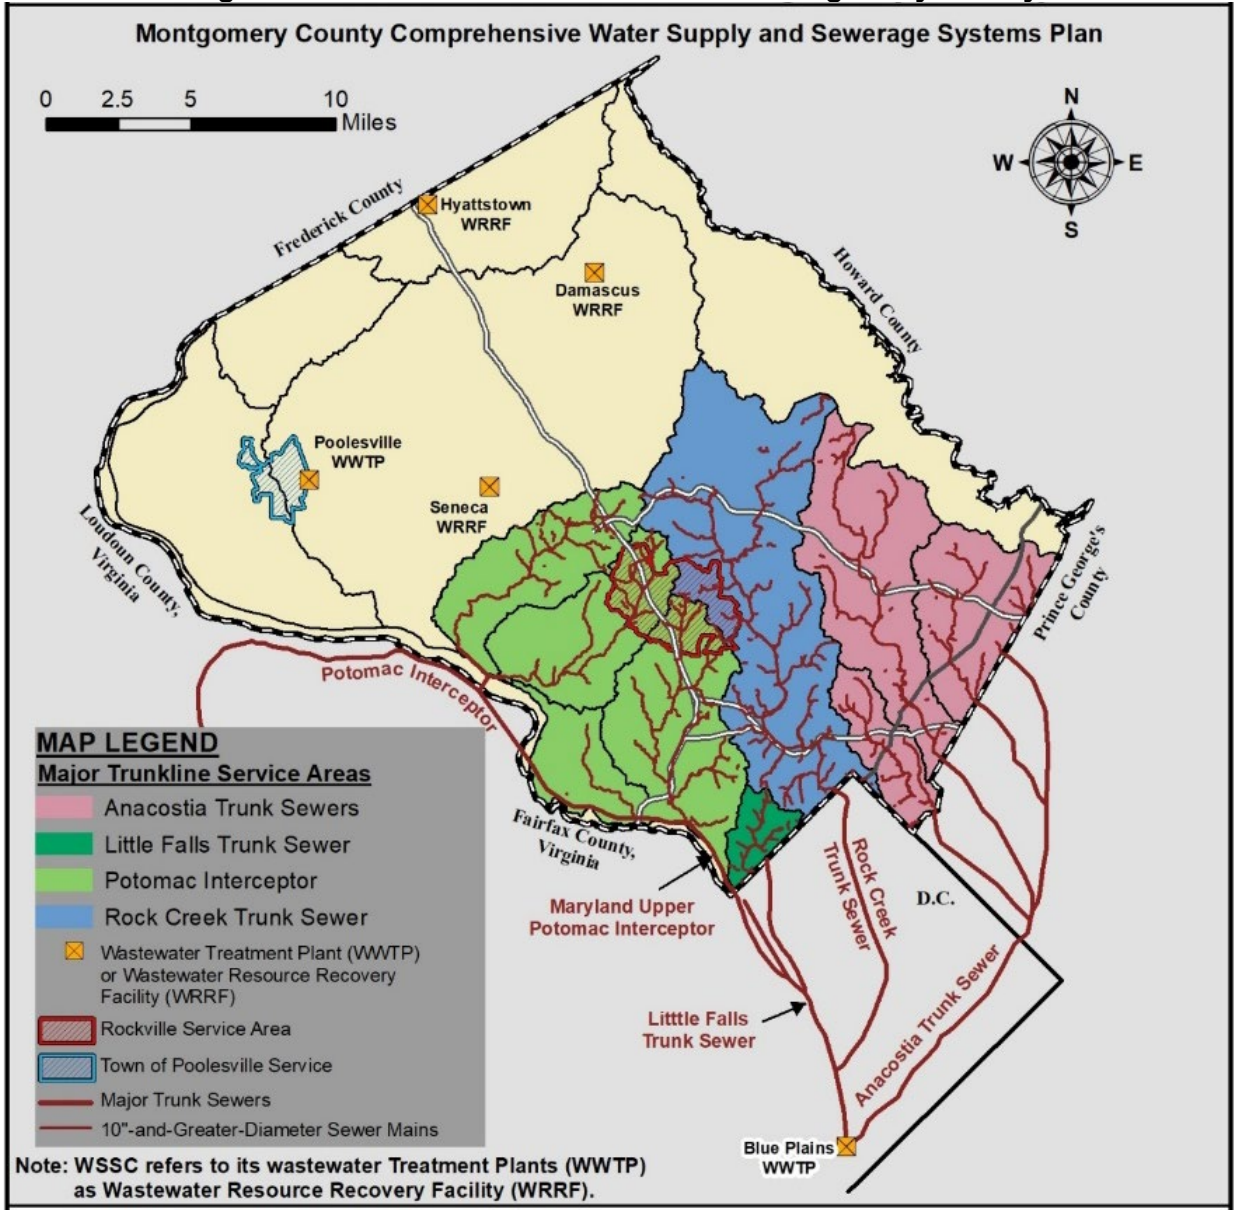 Montgomery County Comprehensive Water Supply and Sewerage Systems Plan
0 2.5 5 10
Miles
N
W E
S
Frederick County
Hyattstown
WRRF
Damascus
WRRF
Howard County
Poolesville
WWTP
Seneca
WRRF
Loudoun County,
Virginia
Prince George's
County
Potomac Interceptor
MAP LEGEND
Major Trunkline Service Areas
Anacostia Trunk Sewers
Little Falls Trunk Sewer
Potomac Interceptor
Rock Creek Trunk Sewer
Wastewater Treatment Plant (WWTP)
or Wastewater Resource Recovery
Facility (WRRF)
Rockville Service Area
Town of Poolesville Service
Major Trunk Sewers
10"-and-Greater-Diameter Sewer Mains
Fairfax County,
Virginia
Maryland Upper
Potomac Interceptor
Rock Creek
Trunk Sewer
D.C.
Litttle Falls
Trunk Sewer
Anacostia Trunk Sewer
Blue Plains
WWTP
Note: WSSC refers to its wastewater Treatment Plants (WWTP)
as Wastewater Resource Recovery Facility (WRRF).